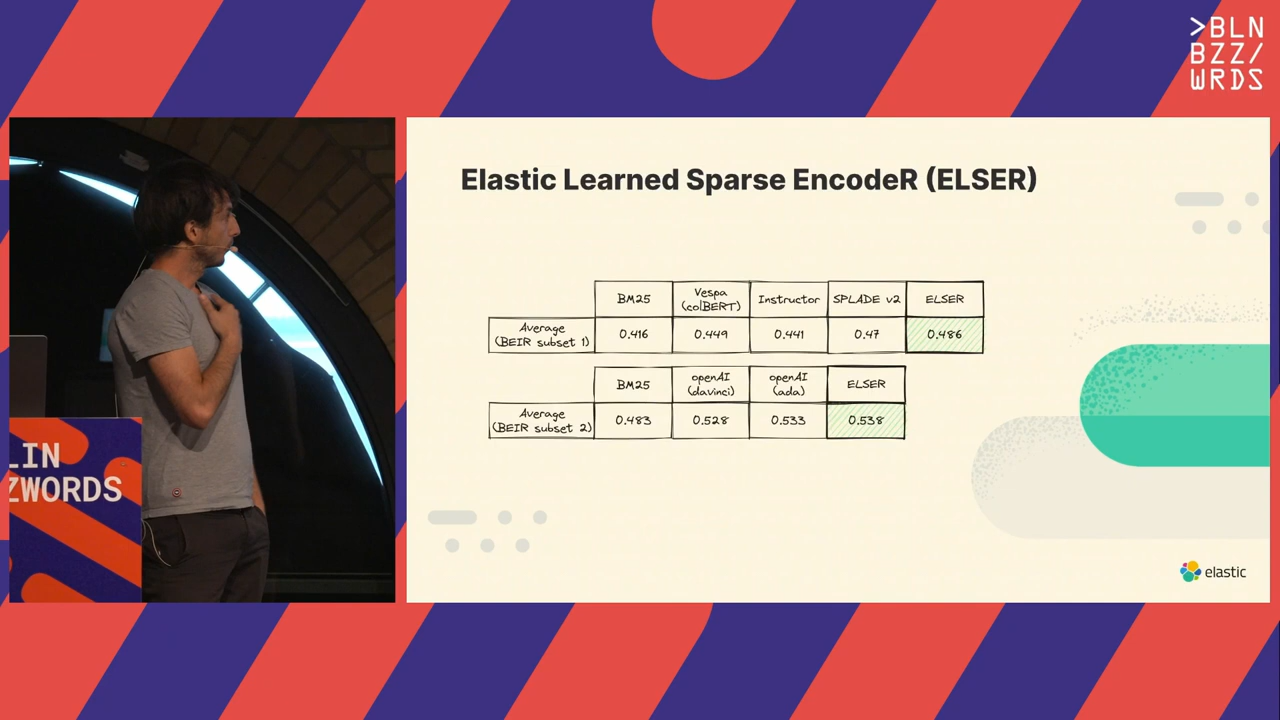 >BLN
BZZ/
WRDS
LIN
ZWORDS
Elastic Learned Sparse EncodeR (ELSER)
BM25 Vespa (colBERT) Instructor SPLADE v2 ELSER
Average (BEIR subset 1) 0.416 0.449 0.441 0.47 0.486
BM25 openAI (davinci) openAI (ada) ELSER
Average (BEIR subset 2) 0.483 0.528 0.533 0.538
elastic